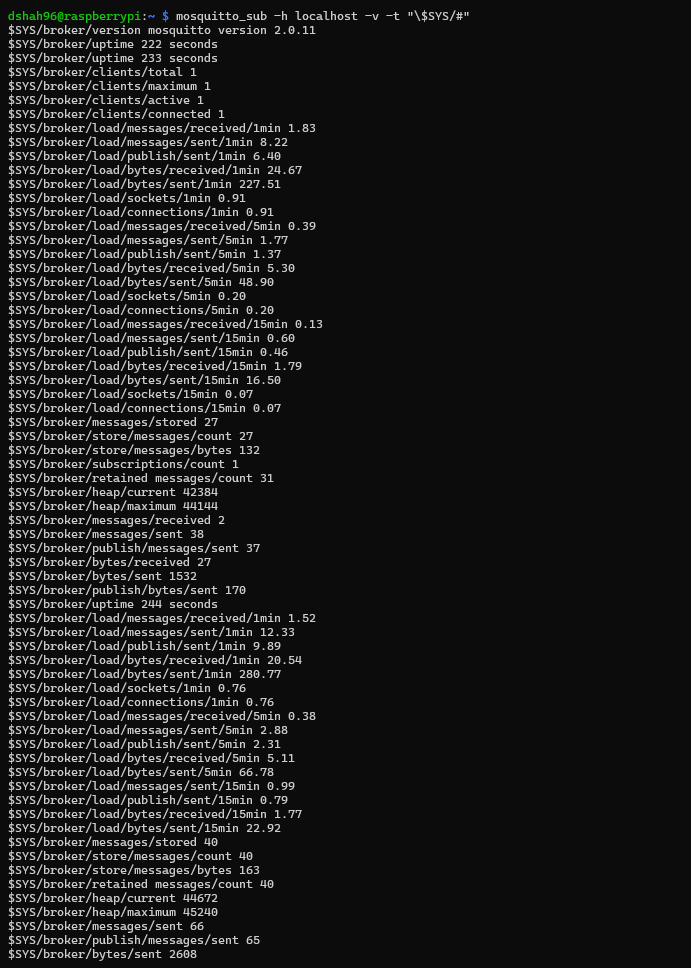 dshah96@raspberrypi:~ $ mosquitto_sub -h localhost -v -t "\$SYS/#"
$SYS/broker/version mosquitto version 2.0.11
$SYS/broker/uptime 222 seconds
$SYS/broker/uptime 233 seconds
$SYS/broker/clients/total 1
$SYS/broker/clients/maximum 1
$SYS/broker/clients/active 1
$SYS/broker/clients/connected 1
$SYS/broker/load/messages/received/1min 1.83
$SYS/broker/load/messages/sent/1min 8.22
$SYS/broker/load/publish/sent/1min 6.40
$SYS/broker/load/bytes/received/1min 24.67
$SYS/broker/load/bytes/sent/1min 227.51
$SYS/broker/load/sockets/1min 0.91
$SYS/broker/load/connections/1min 0.91
$SYS/broker/load/messages/received/5min 0.39
$SYS/broker/load/messages/sent/5min 1.77
$SYS/broker/load/publish/sent/5min 1.37
$SYS/broker/load/bytes/received/5min 5.30
$SYS/broker/load/bytes/sent/5min 48.90
$SYS/broker/load/sockets/5min 0.20
$SYS/broker/load/connections/5min 0.20
$SYS/broker/load/messages/received/15min 0.13
$SYS/broker/load/messages/sent/15min 0.60
$SYS/broker/load/publish/sent/15min 0.46
$SYS/broker/load/bytes/received/15min 1.79
$SYS/broker/load/bytes/sent/15min 16.50
$SYS/broker/load/sockets/15min 0.07
$SYS/broker/load/connections/15min 0.07
$SYS/broker/messages/stored 27
$SYS/broker/store/messages/count 27
$SYS/broker/store/messages/bytes 132
$SYS/broker/subscriptions/count 1
$SYS/broker/retained messages/count 31
$SYS/broker/heap/current 42384
$SYS/broker/heap/maximum 44144
$SYS/broker/messages/received 2
$SYS/broker/messages/sent 38
$SYS/broker/publish/messages/sent 37
$SYS/broker/bytes/received 27
$SYS/broker/bytes/sent 1532
$SYS/broker/publish/bytes/sent 170
$SYS/broker/uptime 244 seconds
$SYS/broker/load/messages/received/1min 1.52
$SYS/broker/load/messages/sent/1min 12.33
$SYS/broker/load/publish/sent/1min 9.89
$SYS/broker/load/bytes/received/1min 20.54
$SYS/broker/load/bytes/sent/1min 280.77
$SYS/broker/load/sockets/1min 0.76
$SYS/broker/load/connections/1min 0.76
$SYS/broker/load/messages/received/5min 0.38
$SYS/broker/load/messages/sent/5min 2.88
$SYS/broker/load/publish/sent/5min 2.31
$SYS/broker/load/bytes/received/5min 5.11
$SYS/broker/load/bytes/sent/5min 66.78
$SYS/broker/load/messages/sent/15min 0.99
$SYS/broker/load/publish/sent/15min 0.79
$SYS/broker/load/bytes/received/15min 1.77
$SYS/broker/load/bytes/sent/15min 22.92
$SYS/broker/messages/stored 40
$SYS/broker/store/messages/count 40
$SYS/broker/store/messages/bytes 163
$SYS/broker/retained messages/count 40
$SYS/broker/heap/current 44672
$SYS/broker/heap/maximum 45240
$SYS/broker/messages/sent 66
$SYS/broker/publish/messages/sent 65
$SYS/broker/bytes/sent 2608